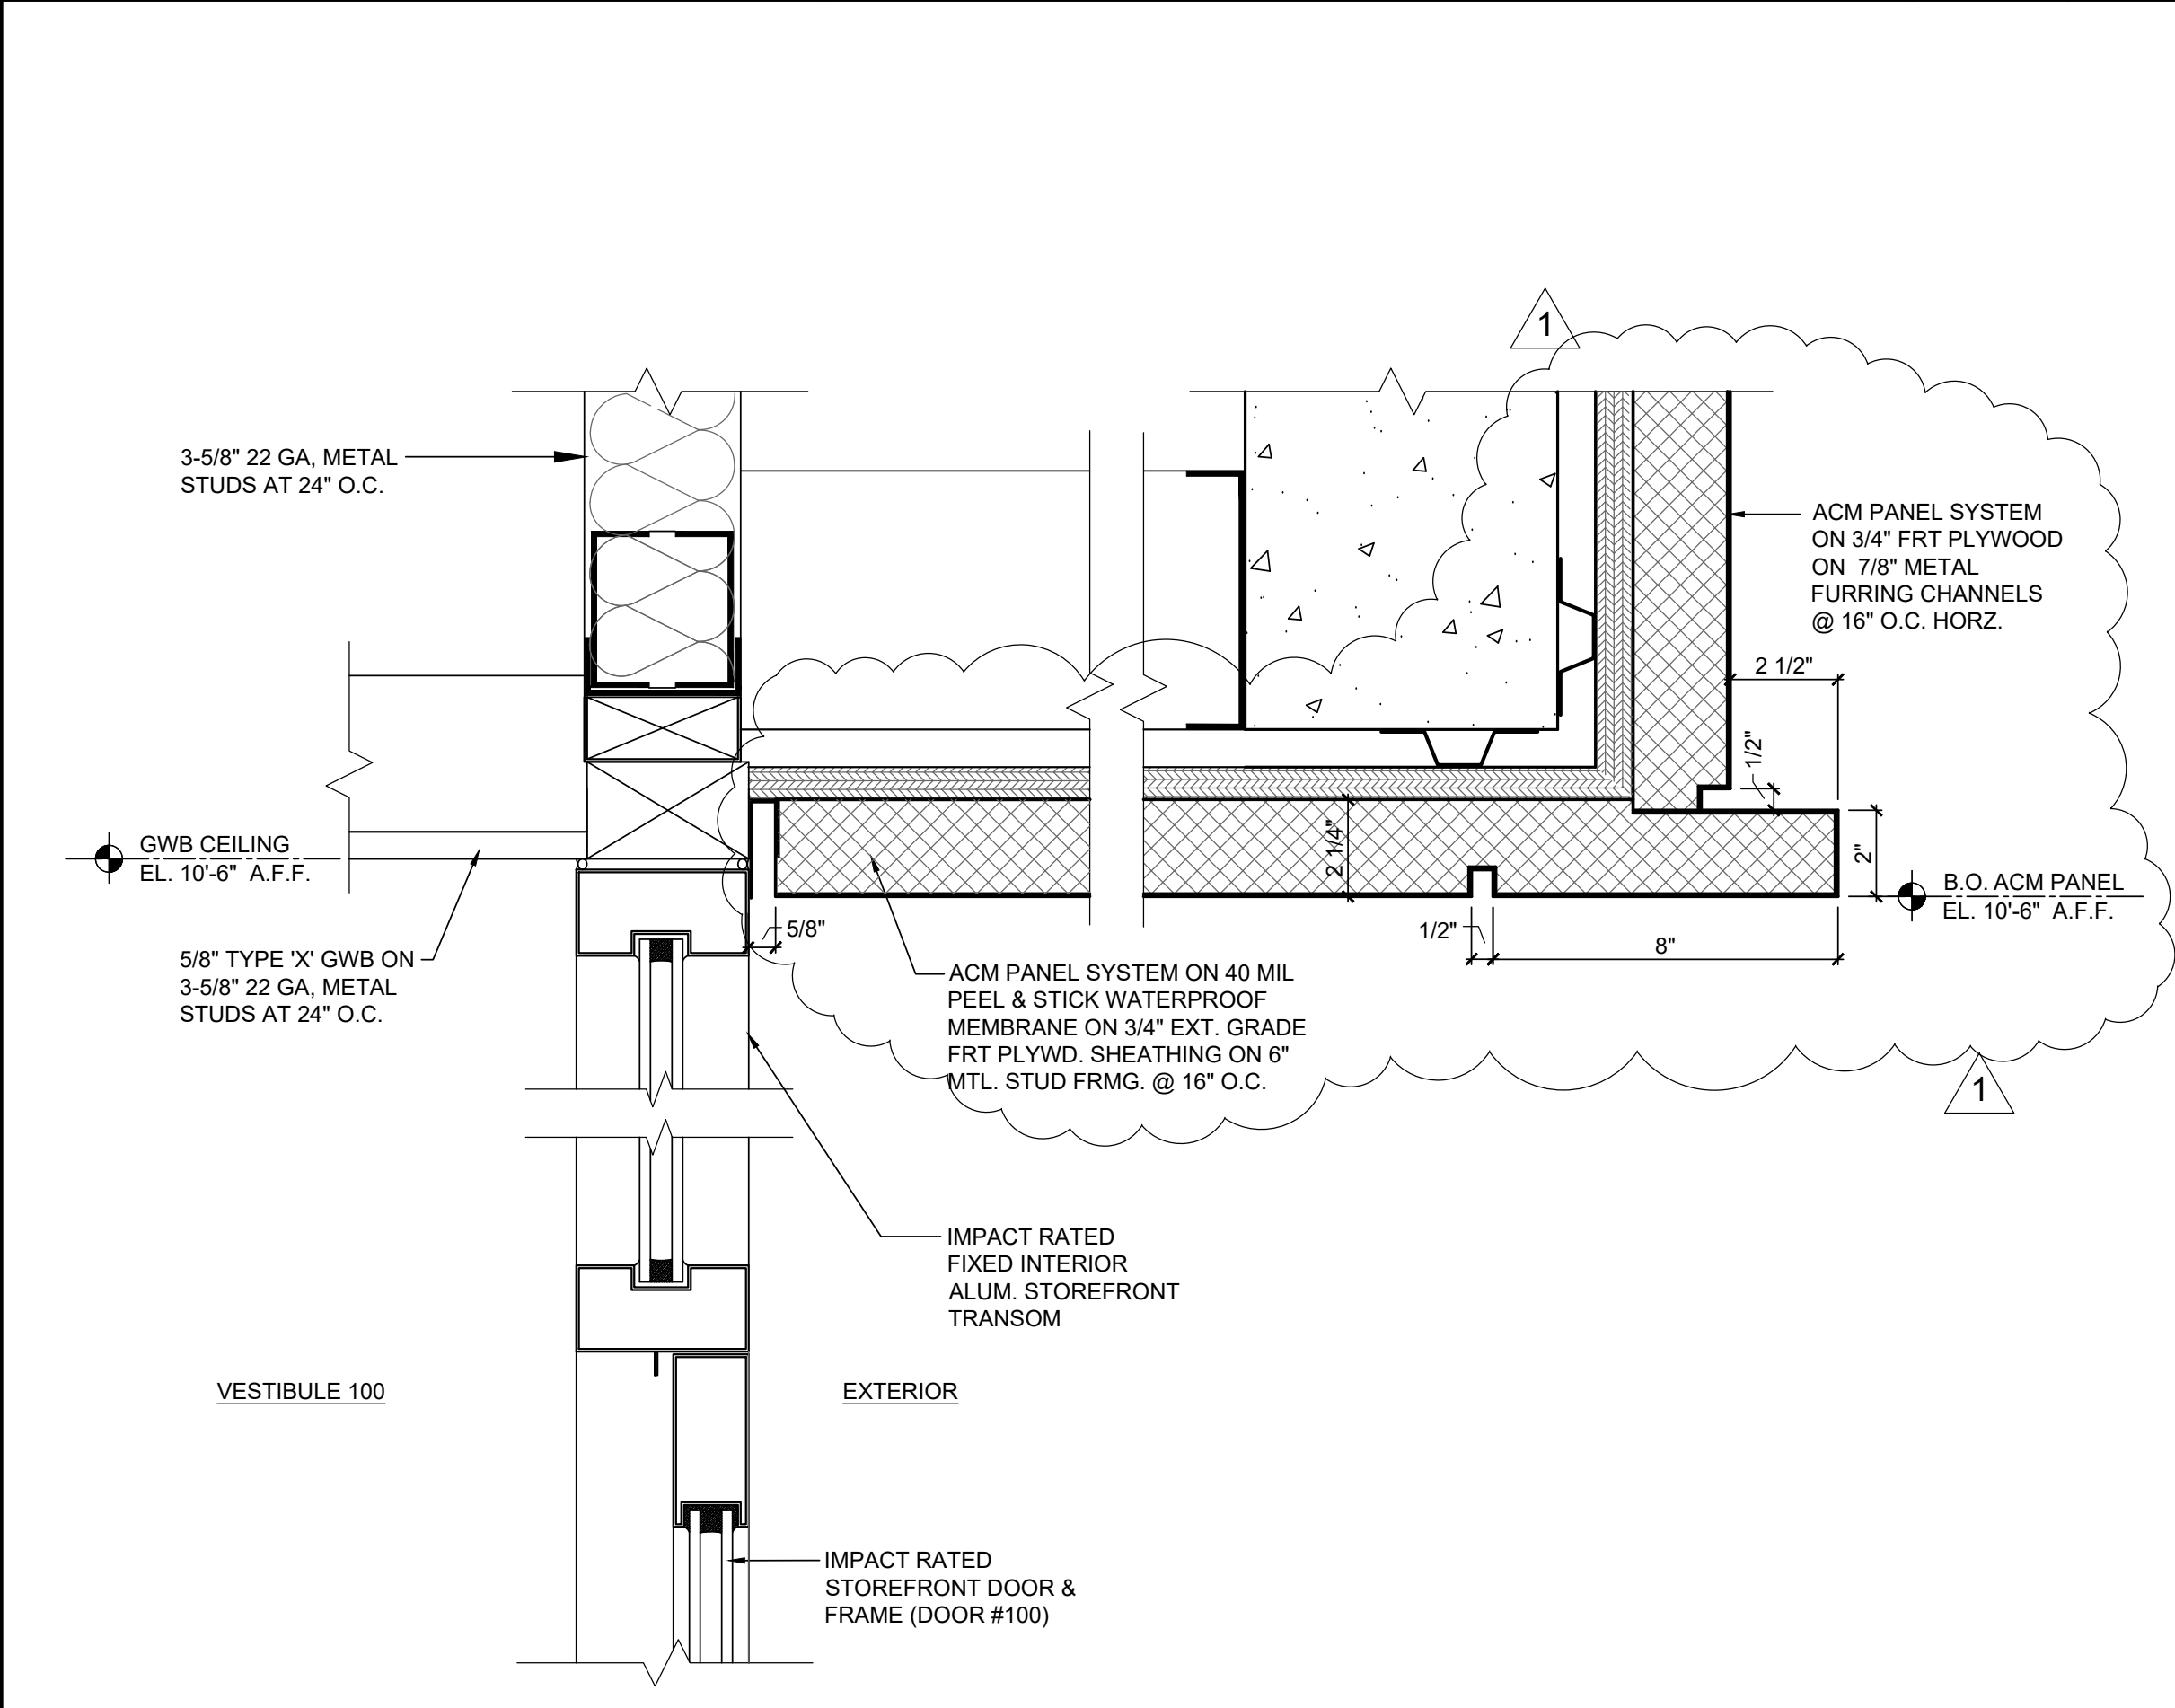 1
3-5/8" 22 GA, METAL
STUDS AT 24" O.C.
ACM PANEL SYSTEM
ON 3/4" FRT PLYWOOD
ON 7/8" METAL
FURRING CHANNELS
@ 16" O.C. HORZ.
2 1/2"
1/2"
GWB CEILING
EL. 10'-6" A.F.F.
2 1/4"
2"
B.O. ACM PANEL
EL. 10'-6" A.F.F.
5/8"
1/2"
8"
5/8" TYPE 'X' GWB ON
3-5/8" 22 GA, METAL
STUDS AT 24" O.C.
ACM PANEL SYSTEM ON 40 MIL
PEEL & STICK WATERPROOF
MEMBRANE ON 3/4" EXT. GRADE
FRT PLYWD. SHEATHING ON 6"
MTL. STUD FRMG. @ 16" O.C.
1
IMPACT RATED
FIXED INTERIOR
ALUM. STOREFRONT
TRANSOM
VESTIBULE 100
EXTERIOR
IMPACT RATED
STOREFRONT DOOR &
FRAME (DOOR #100)